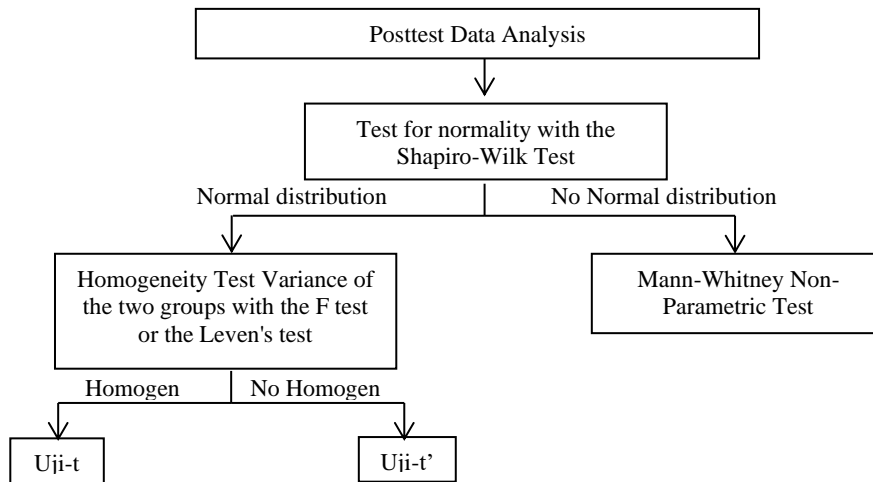 Posttest Data Analysis
Test for normality with the
Shapiro-Wilk Test
Normal distribution
No Normal distribution
Homogeneity Test Variance of
the two groups with the F test
or the Leven's test
Mann-Whitney Non-
Parametric Test
Homogen
No Homogen
Uji-t
Uji-t’